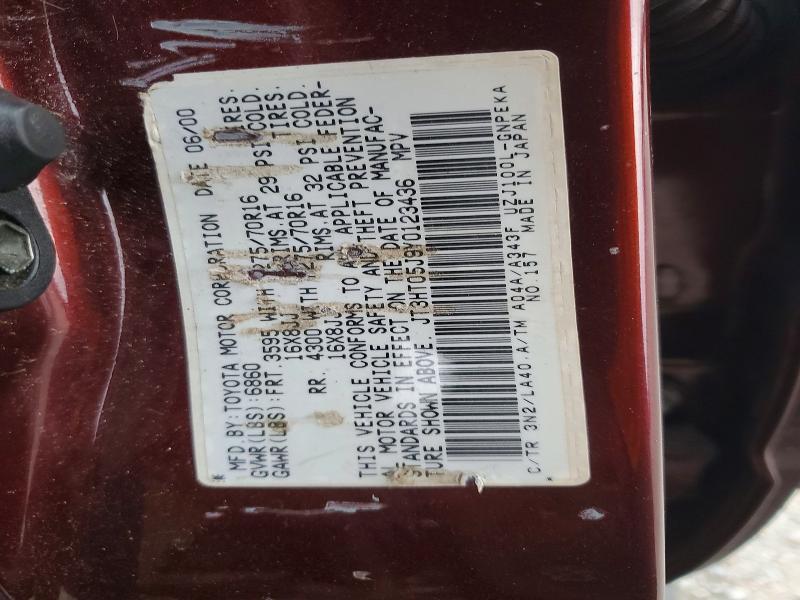 MFD.BY:TOYOTA MOTOR CORPORATION DATE 06/00
GVWR(LBS):6860
GAWR(LBS):FRT.3595 WITH 275/70R16 TIRES.
16X8JJ RIMS.AT 29 PSI COLD.
RR. 4300 WITH 275/70R16 TIRES.
16X8JJ RIMS.AT 32 PSI COLD.
THIS VEHICLE CONFORMS TO ALL APPLICABLE FEDER-
AL MOTOR VEHICLE SAFETY AND THEFT PREVENTION
STANDARDS IN EFFECT ON THE DATE OF MANUFAC-
TURE SHOWN ABOVE. JT3HT05J9Y0123436 MPV
C/TR 3N2/LA40 A/TM A04A/A343F UZJ100L-GNPEKA
NO.157 MADE IN JAPAN